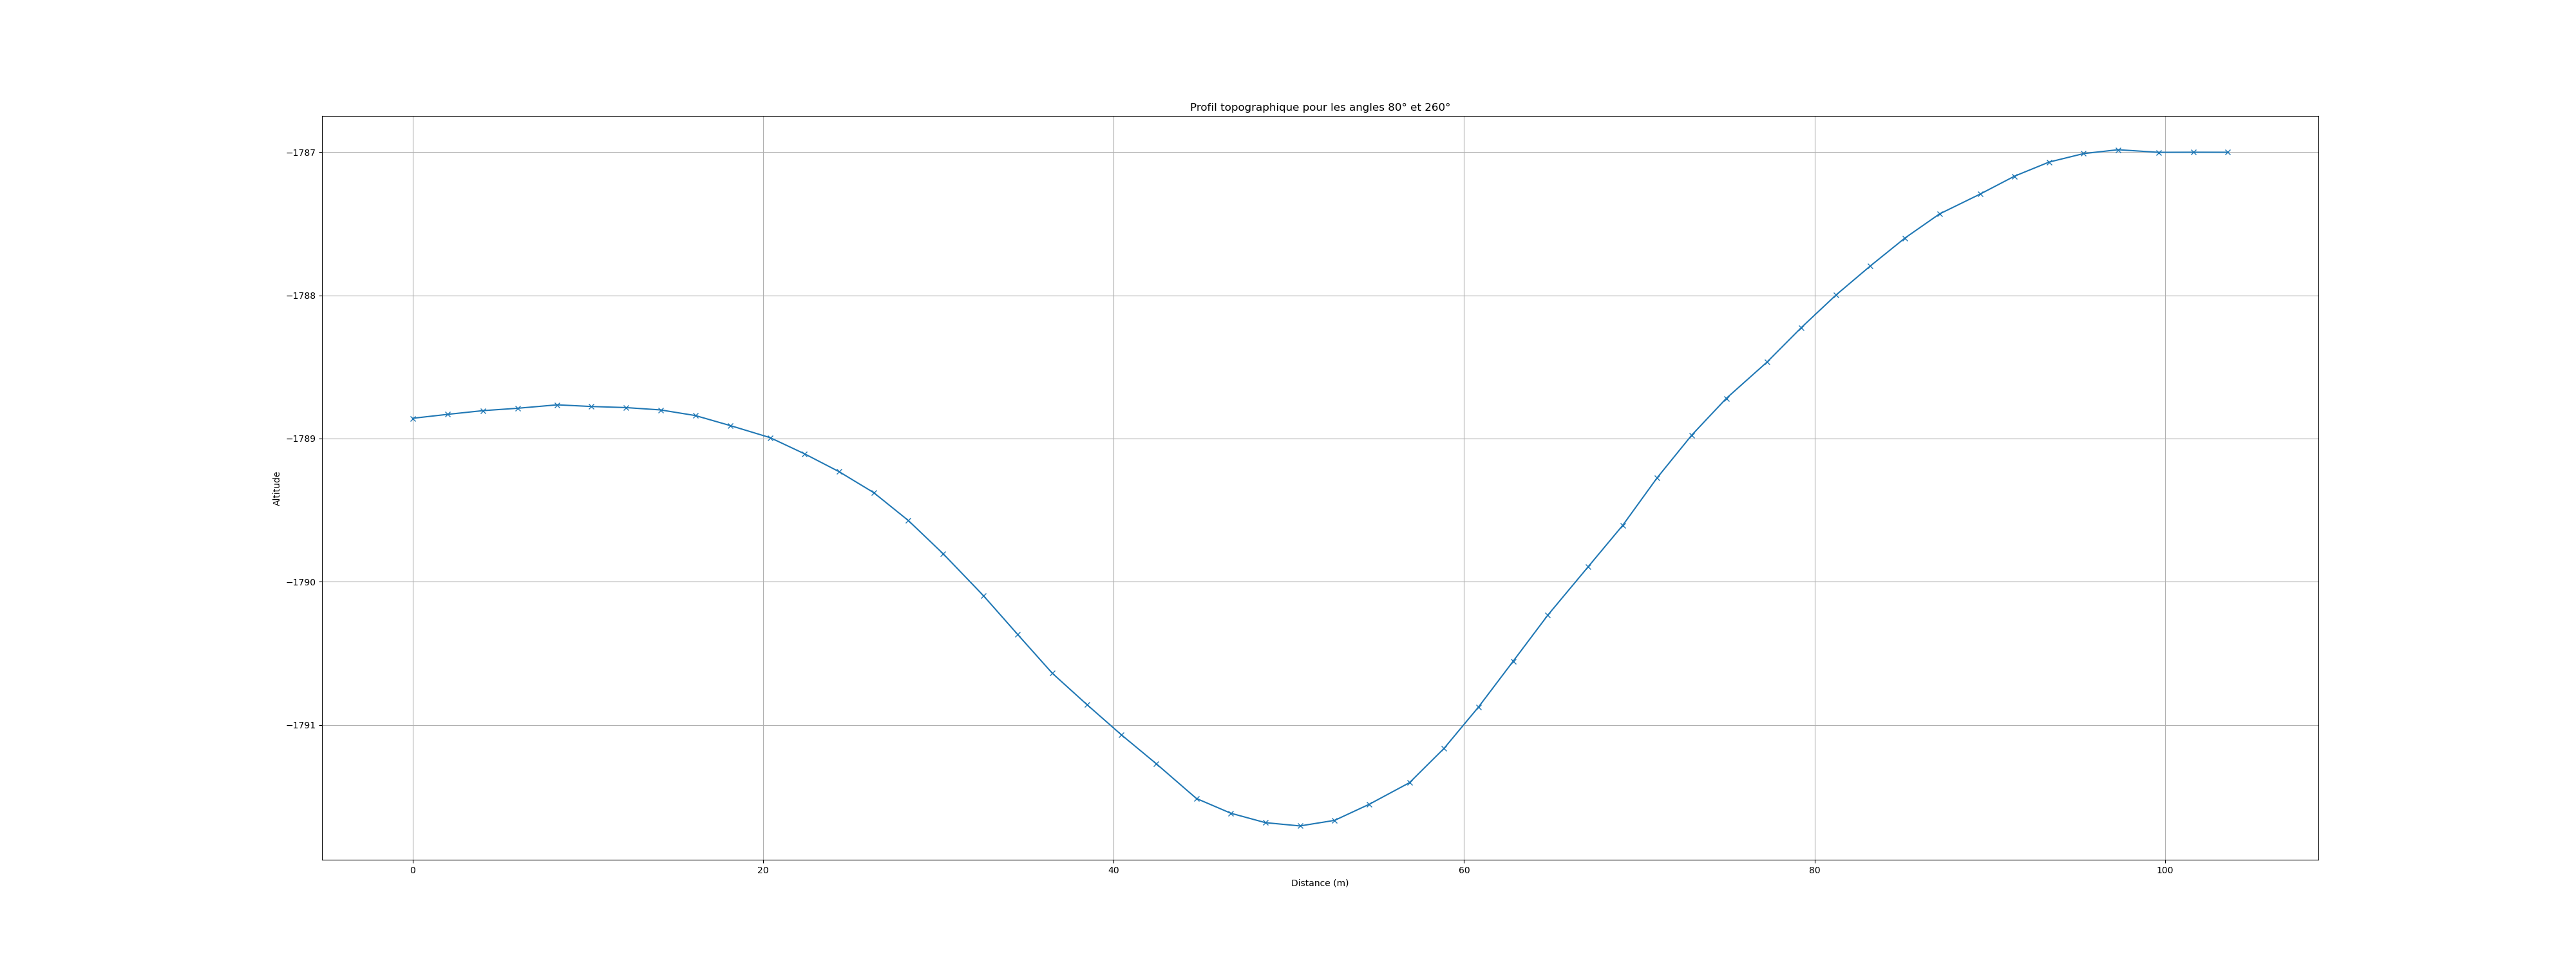 Profil topographique pour les angles 80° et 260°
−1787
−1788
−1789
−1790
−1791
Altitude
0 20 40 60 80 100
Distance (m)